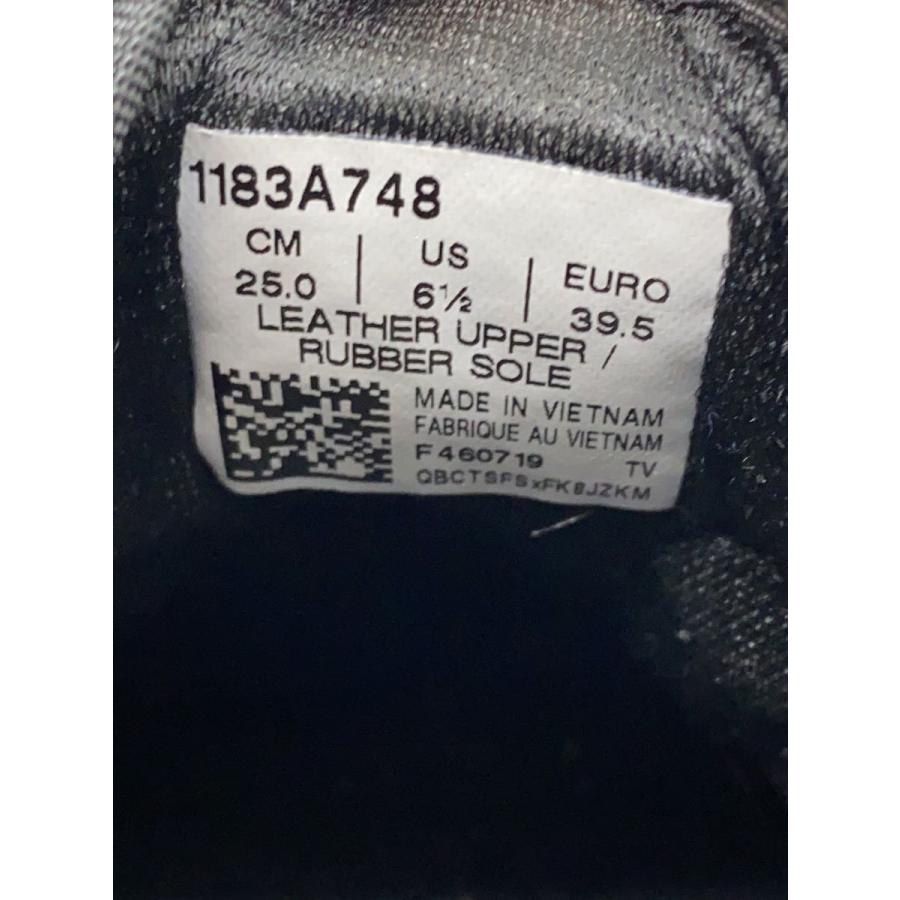 1183A748
CM | US | EURO
25.0 | 6½ | 39.5
LEATHER UPPER /
RUBBER SOLE
MADE IN VIETNAM
FABRIQUE AU VIETNAM
F460719 TV
QBCTSFSxFK8JZKM